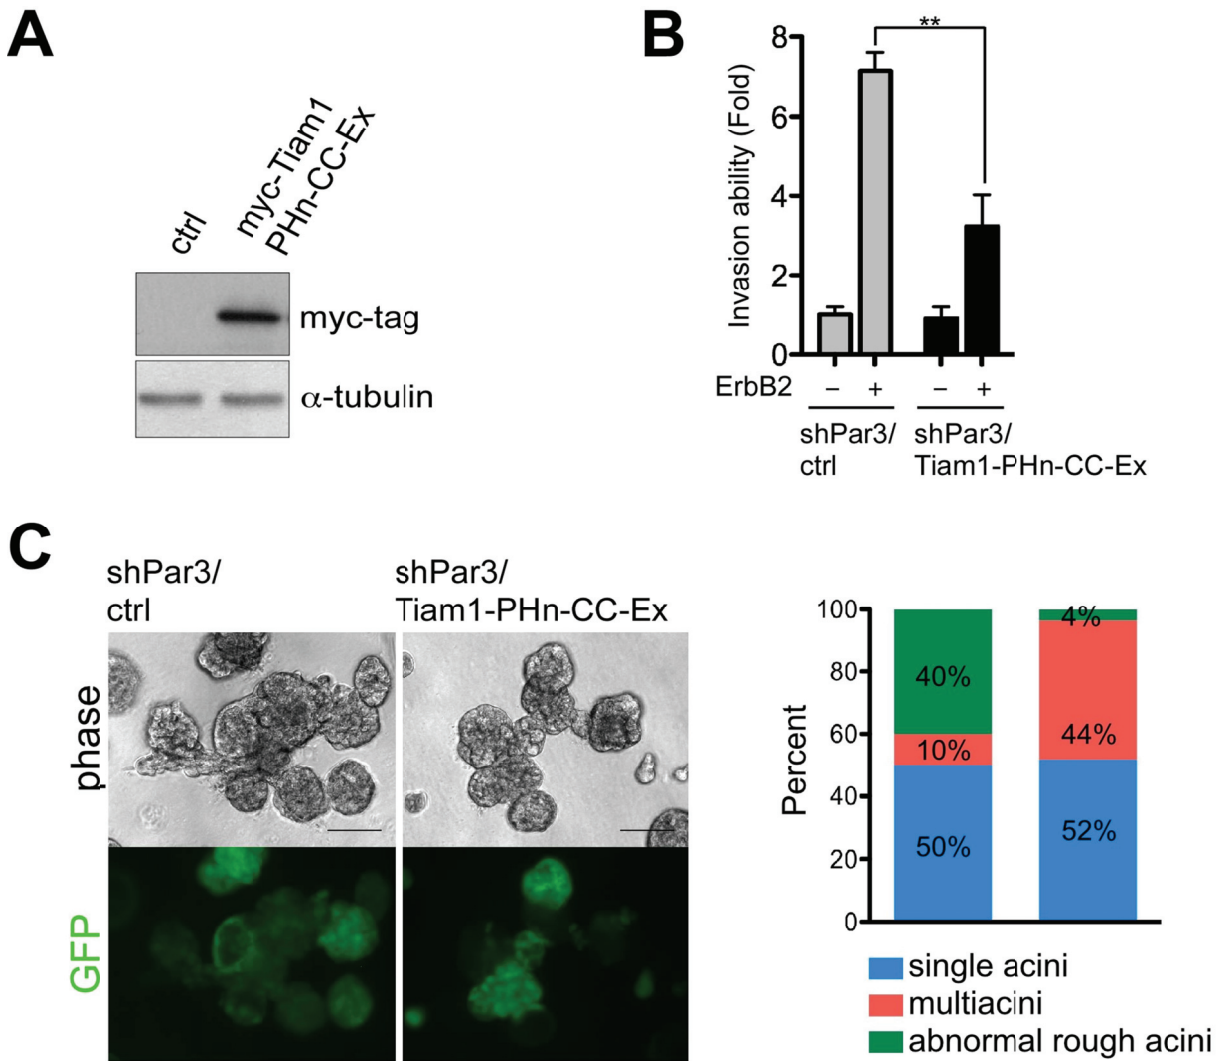 A
ctrl
myc-Tiam1
PHn-CC-Ex
myc-tag
α-tubulin
B
Invasion ability (Fold)
8
6
4
2
0
**
ErbB2 – + – +
shPar3/
ctrl
shPar3/
Tiam1-PHn-CC-Ex
C
shPar3/
ctrl
shPar3/
Tiam1-PHn-CC-Ex
phase
GFP
Percent
100
80
60
40
20
0
40%
10%
50%
4%
44%
52%
single acini
multiacini
abnormal rough acini